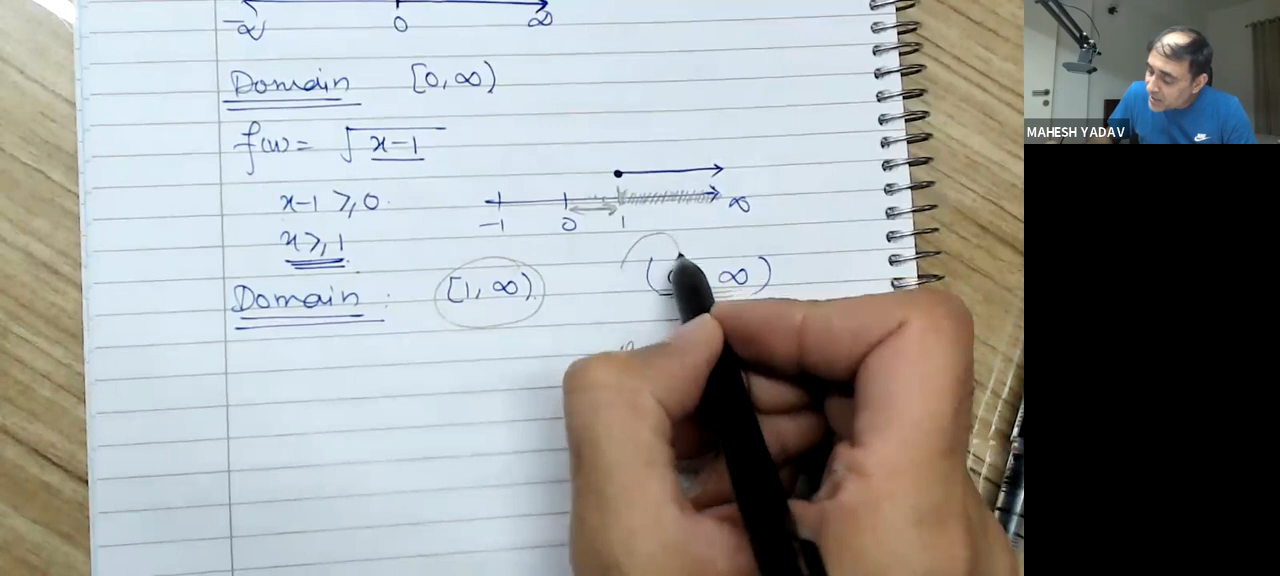 -∞ 0 ∞
Domain [0, ∞)
f(x) = √x-1
x-1 ≥ 0
-1 0 1 ∞
x ≥ 1
Domain : [1, ∞)
( ∞)
MAHESH YADAV